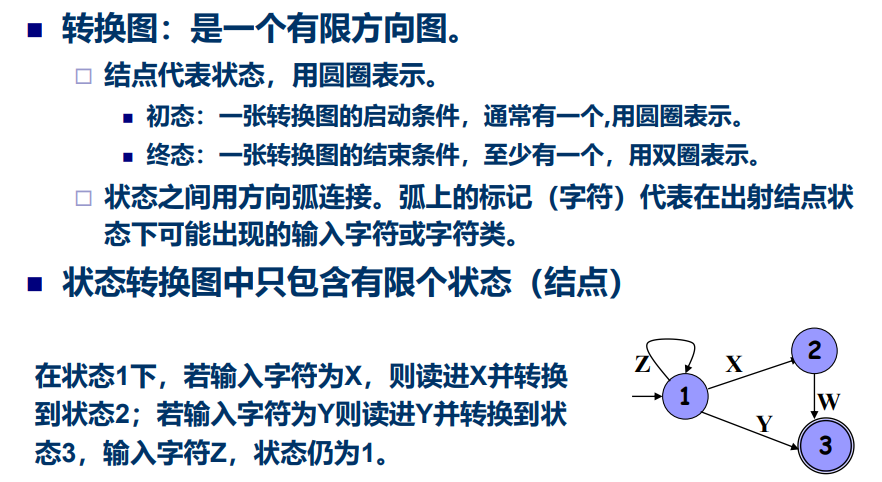 转换图：是一个有限方向图。
结点代表状态，用圆圈表示。
初态：一张转换图的启动条件，通常有一个,用圆圈表示。
终态：一张转换图的结束条件，至少有一个，用双圈表示。
状态之间用方向弧连接。弧上的标记（字符）代表在出射结点状
态下可能出现的输入字符或字符类。
状态转换图中只包含有限个状态（结点）
在状态1下，若输入字符为X，则读进X并转换
到状态2；若输入字符为Y则读进Y并转换到状
态3，输入字符Z，状态仍为1。
Z
X
2
1
W
Y
3